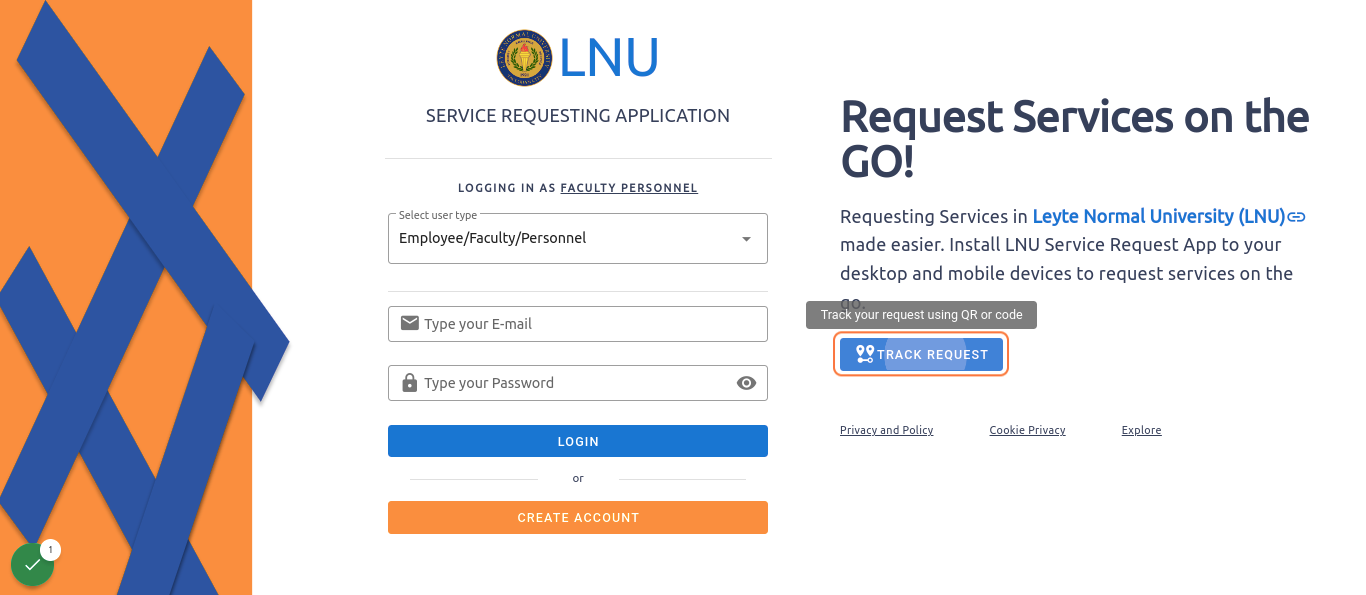 LNU
SERVICE REQUESTING APPLICATION
LOGGING IN AS FACULTY PERSONNEL
Select user type
Employee/Faculty/Personnel
Type your E-mail
Type your Password
LOGIN
or
CREATE ACCOUNT
Request Services on the
GO!
Requesting Services in Leyte Normal University (LNU)
made easier. Install LNU Service Request App to your
desktop and mobile devices to request services on the
go.
Track your request using QR or code
TRACK REQUEST
Privacy and Policy
Cookie Privacy
Explore
1